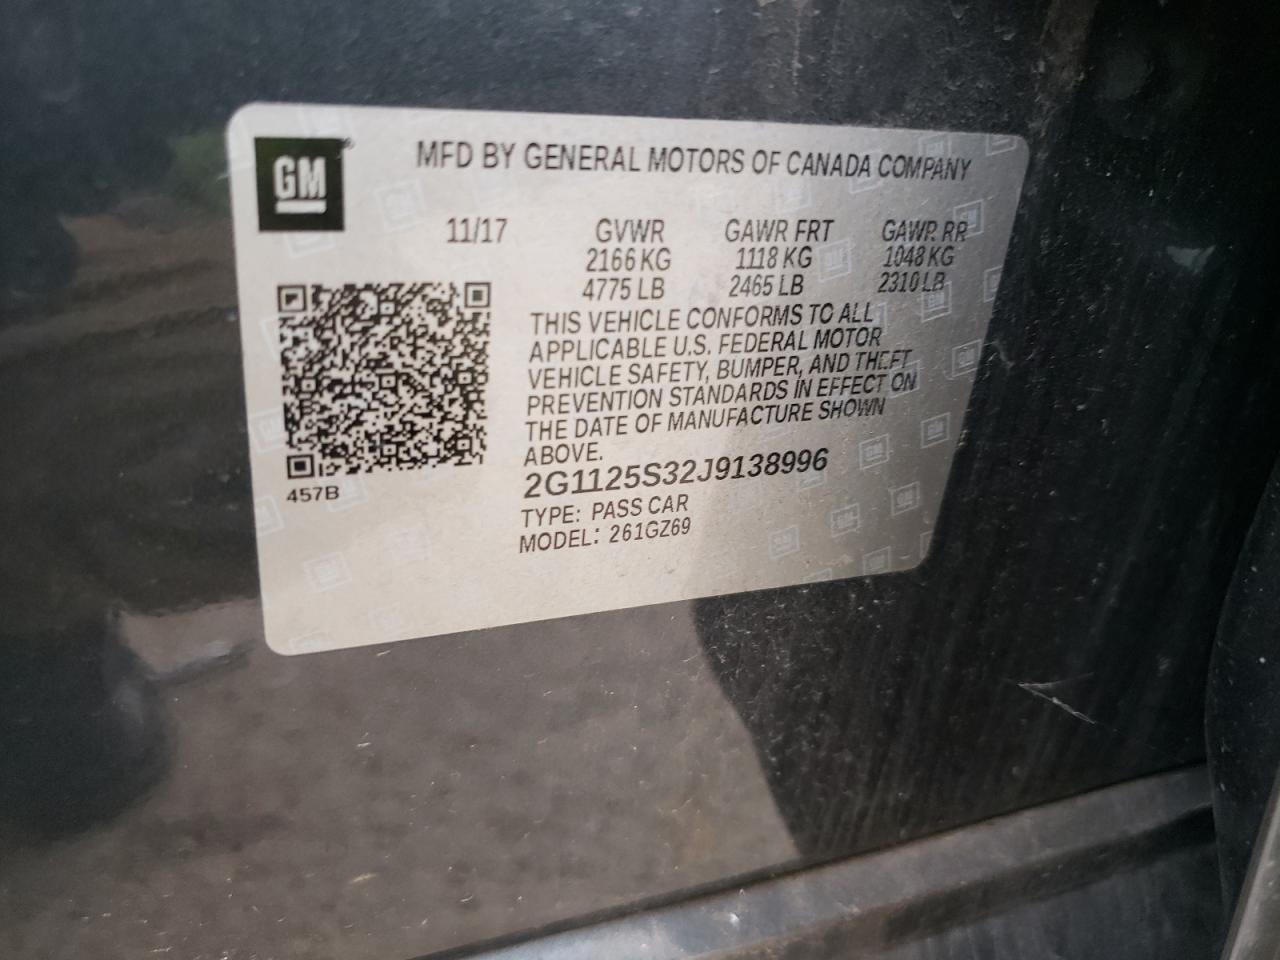 GM
MFD BY GENERAL MOTORS OF CANADA COMPANY
11/17 GVWR GAWR FRT GAWR RR
2166 KG 1118 KG 1048 KG
4775 LB 2465 LB 2310 LB
THIS VEHICLE CONFORMS TO ALL
APPLICABLE U.S. FEDERAL MOTOR
VEHICLE SAFETY, BUMPER, AND THEFT
PREVENTION STANDARDS IN EFFECT ON
THE DATE OF MANUFACTURE SHOWN
ABOVE.
2G1125S32J9138996
TYPE: PASS CAR
MODEL: 261GZ69
457B